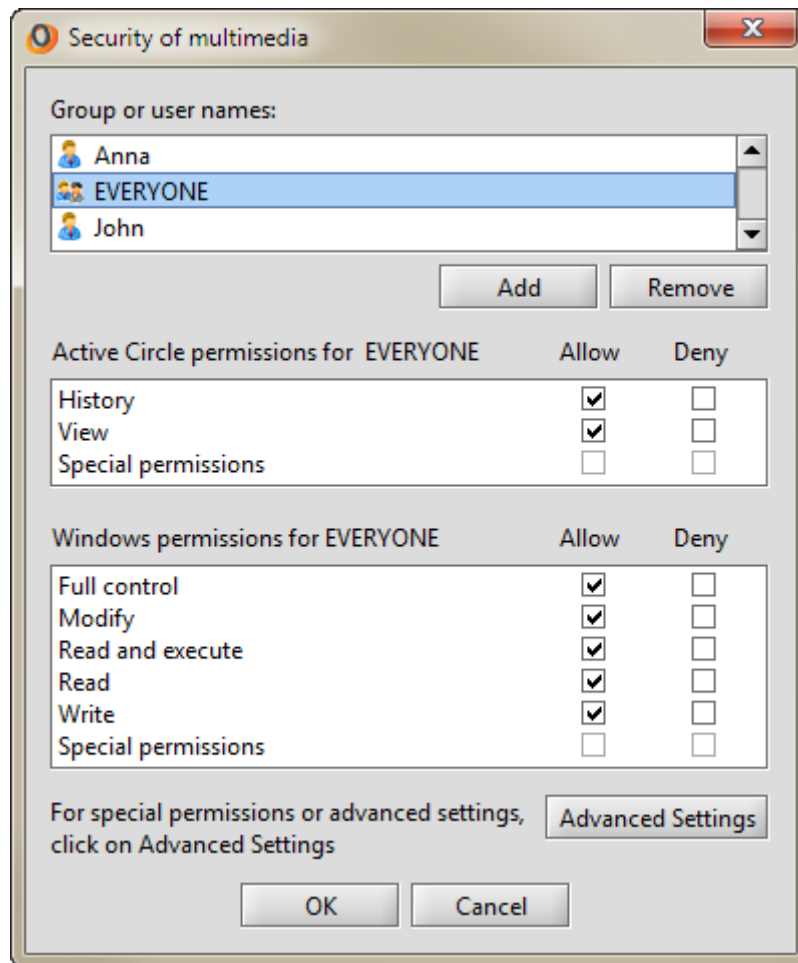 Security of multimedia
Group or user names:
Anna
EVERYONE
John
Add Remove
Active Circle permissions for EVERYONE Allow Deny
History
View
Special permissions
Windows permissions for EVERYONE Allow Deny
Full control
Modify
Read and execute
Read
Write
Special permissions
For special permissions or advanced settings,
click on Advanced Settings
Advanced Settings
OK Cancel